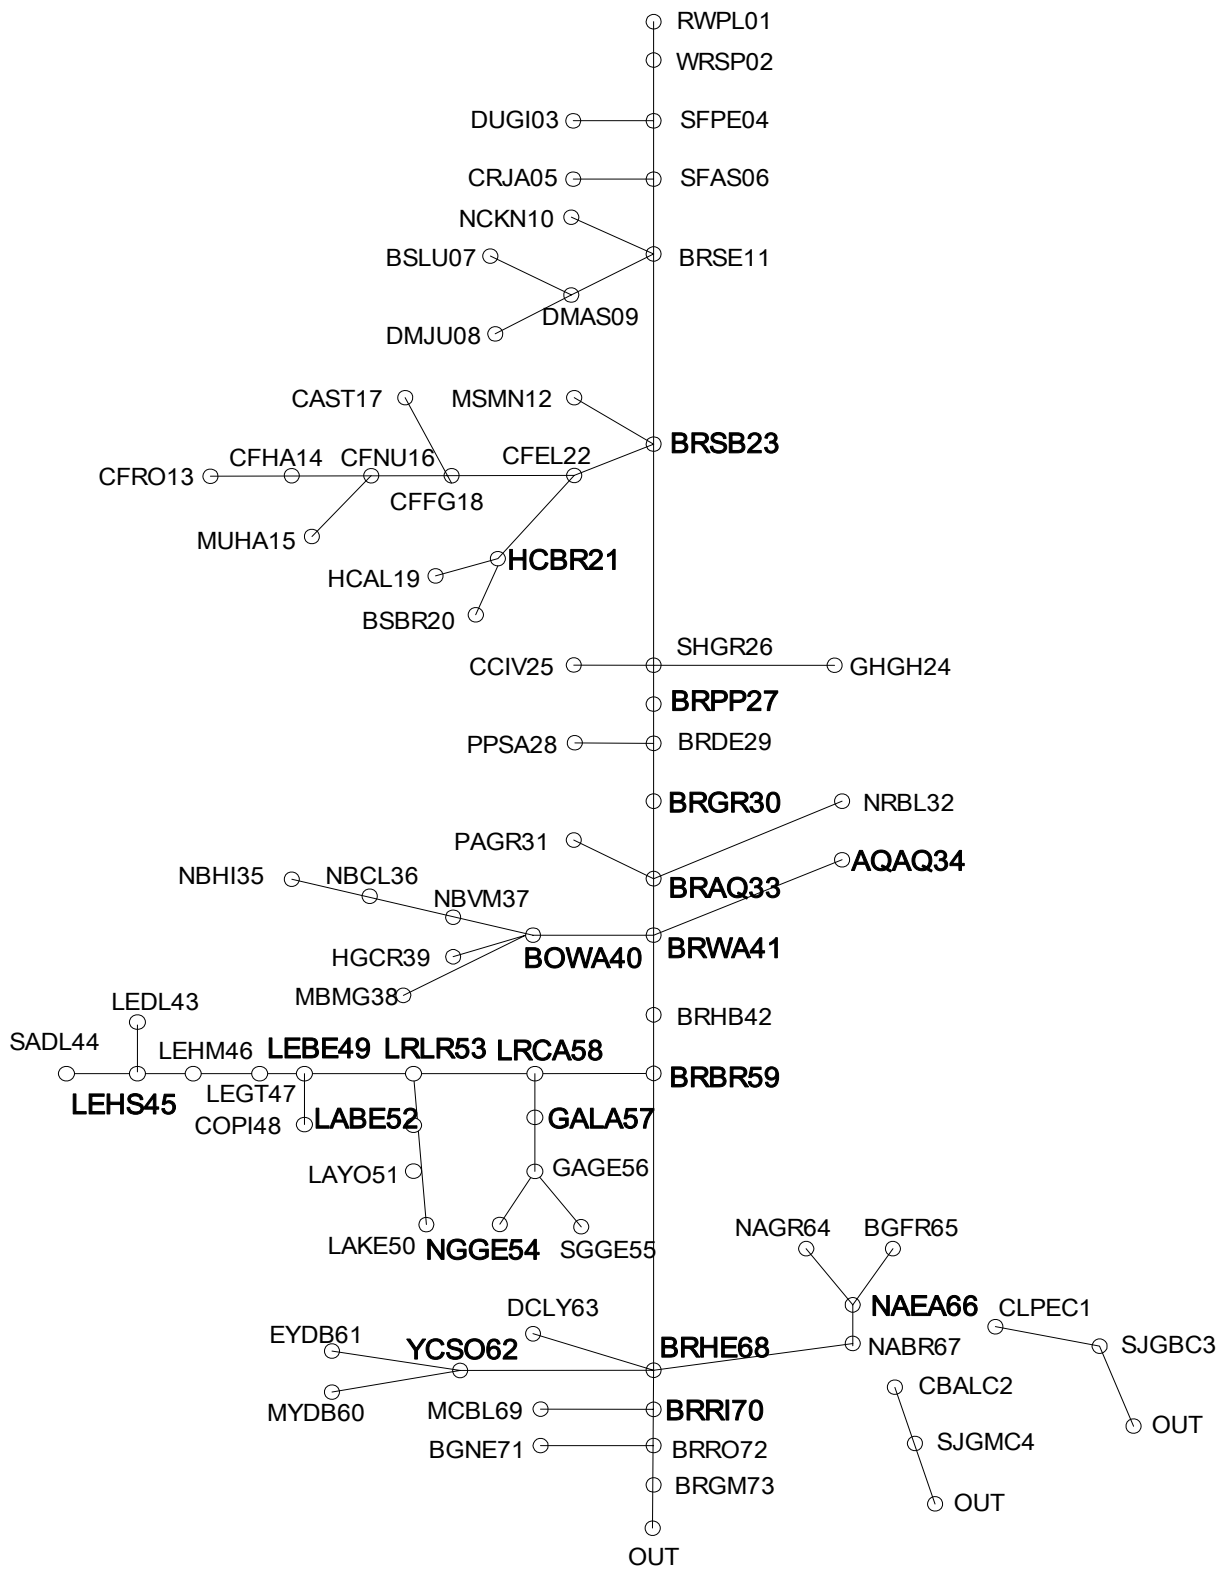 RWPL01
WRSP02
DUGI03
SFPE04
CRJA05
SFAS06
NCKN10
BSLU07
BRSE11
DMAS09
DMJU08
CAST17
MSMN12
BRSB23
CFHA14
CFNU16
CFEL22
CFRO13
CFFG18
MUHA15
HCBR21
HCAL19
BSBR20
SHGR26
CCIV25
GHGH24
BRPP27
PPSA28
BRDE29
BRGR30
NRBL32
PAGR31
AQAQ34
NBHI35
NBCL36
BRAQ33
NBVM37
HGCR39
BOWA40
BRWA41
MBMG38
LEDL43
BRHB42
SADL44
LEHM46
LEBE49
LRLR53
LRCA58
BRBR59
LEHS45
LEGT47
COPI48
LABE52
GALA57
LAYO51
GAGE56
LAKE50
NGGE54
SGGE55
NAGR64
BGFR65
DCLY63
NAEA66
CLPEC1
EYDB61
YCSO62
BRHE68
NABR67
SJGBC3
CBALC2
MYDB60
MCBL69
BRRI70
OUT
BGNE71
BRRO72
SJGMC4
BRGM73
OUT
OUT